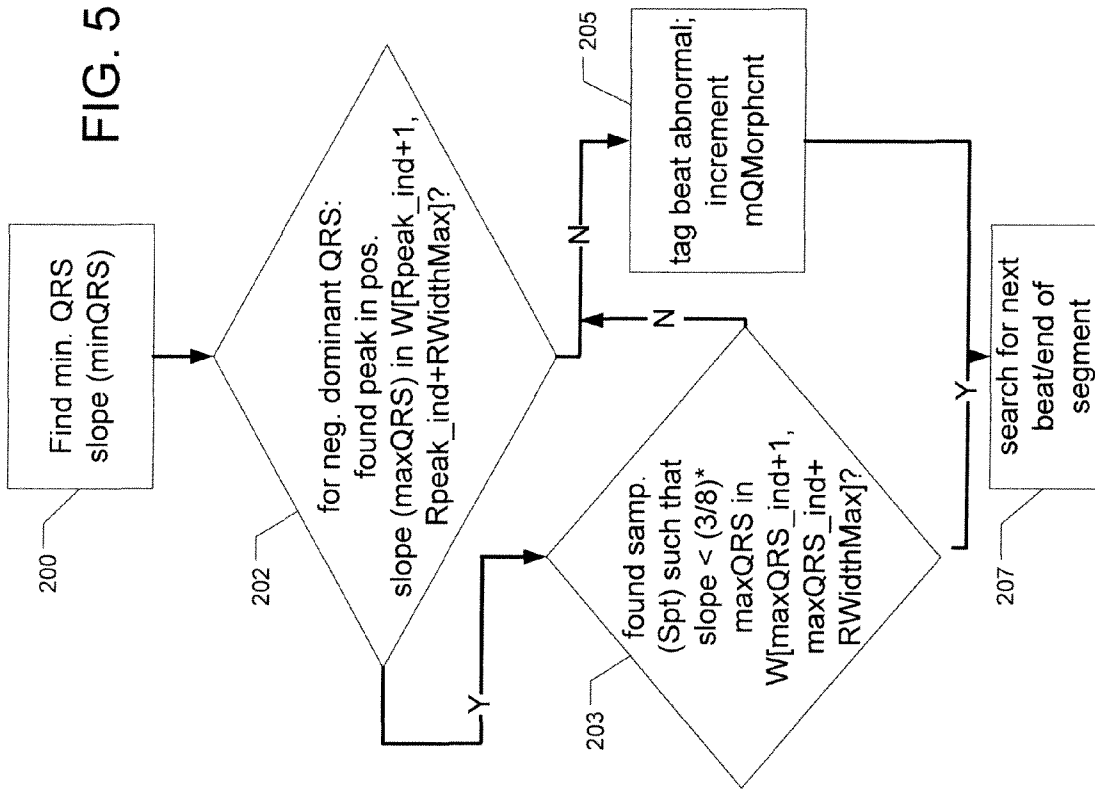 FIG. 5
200
Find min. QRS
slope (minQRS)
202
for neg. dominant QRS:
found peak in pos.
slope (maxQRS) in W[Rpeak_ind+1,
Rpeak_ind+RWidthMax]?
Y
N
203
found samp.
(Spt) such that
slope < (3/8)*
maxQRS in
W[maxQRS_ind+1,
maxQRS_ind+
RWidthMax]?
N
Y
205
tag beat abnormal;
increment
mQMorphcnt
207
search for next
beat/end of
segment